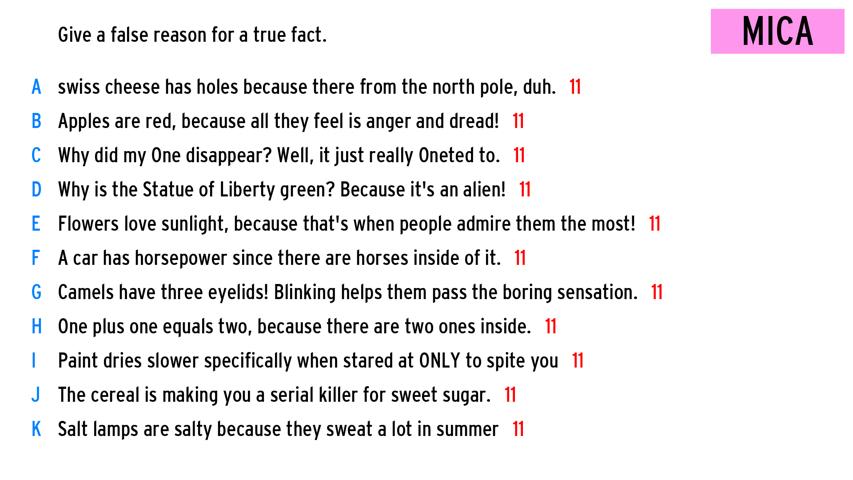 Give a false reason for a true fact.
MICA
A swiss cheese has holes because there from the north pole, duh. 11
B Apples are red, because all they feel is anger and dread! 11
C Why did my One disappear? Well, it just really Oneted to. 11
D Why is the Statue of Liberty green? Because it's an alien! 11
E Flowers love sunlight, because that's when people admire them the most! 11
F A car has horsepower since there are horses inside of it. 11
G Camels have three eyelids! Blinking helps them pass the boring sensation. 11
H One plus one equals two, because there are two ones inside. 11
I Paint dries slower specifically when stared at ONLY to spite you 11
J The cereal is making you a serial killer for sweet sugar. 11
K Salt lamps are salty because they sweat a lot in summer 11